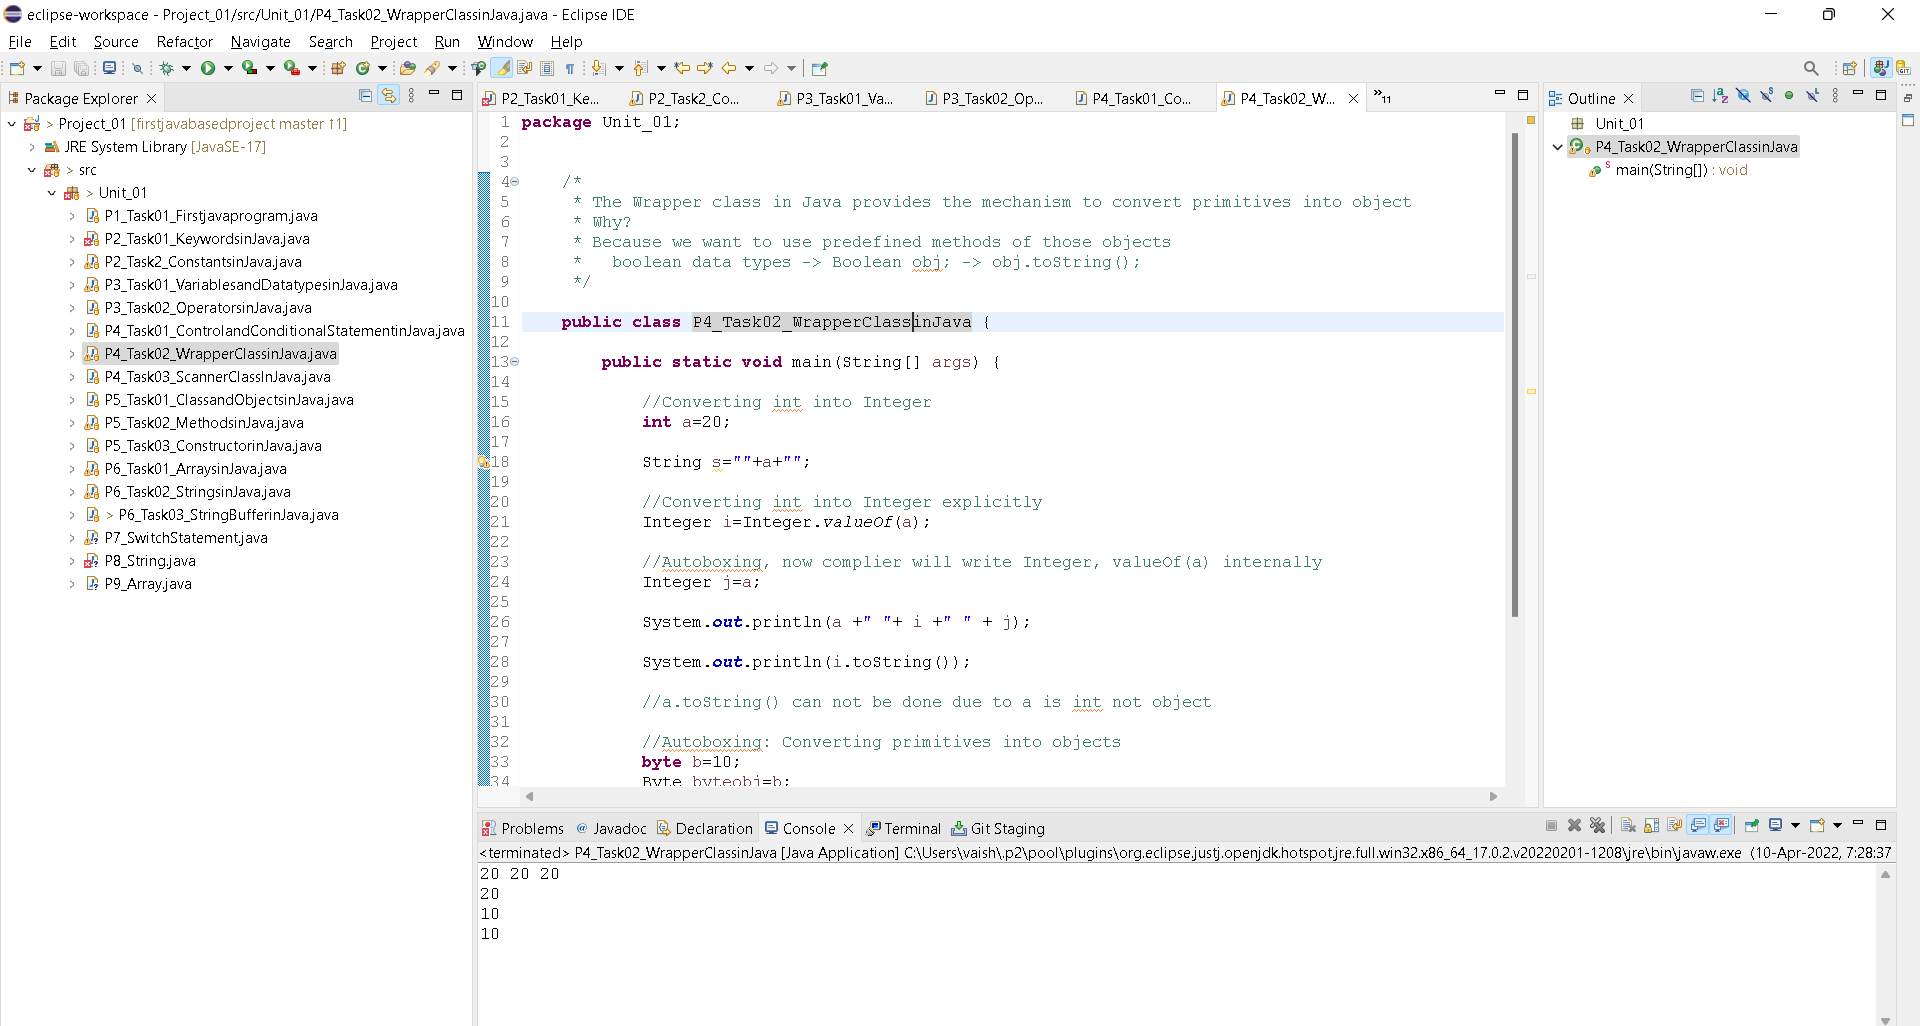 eclipse-workspace - Project_01/src/Unit_01/P4_Task02_WrapperClassinJava.java - Eclipse IDE
File Edit Source Refactor Navigate Search Project Run Window Help
Package Explorer
Project_01 [firstjavabasedproject master ↑1]
JRE System Library [JavaSE-17]
src
Unit_01
P1_Task01_Firstjavaprogram.java
P2_Task01_KeywordsinJava.java
P2_Task2_ConstantsinJava.java
P3_Task01_VariablesandDatatypesinJava.java
P3_Task02_OperatorsinJava.java
P4_Task01_ControlandConditionalStatementinJava.java
P4_Task02_WrapperClassinJava.java
P4_Task03_ScannerClassInJava.java
P5_Task01_ClassandObjectsinJava.java
P5_Task02_MethodsinJava.java
P5_Task03_ConstructorinJava.java
P6_Task01_ArraysinJava.java
P6_Task02_StringsinJava.java
> P6_Task03_StringBufferinJava.java
P7_SwitchStatement.java
P8_String.java
P9_Array.java
P2_Task01_Ke... P2_Task2_Co... P3_Task01_Va... P3_Task02_Op... P4_Task01_Co... P4_Task02_W... »11
1 package Unit_01;
2
3
4 /*
5 * The Wrapper class in Java provides the mechanism to convert primitives into object
6 * Why?
7 * Because we want to use predefined methods of those objects
8 * boolean data types -> Boolean obj; -> obj.toString();
9 */
10
11 public class P4_Task02_WrapperClassinJava {
12
13 public static void main(String[] args) {
14
15 //Converting int into Integer
16 int a=20;
17
18 String s=""+a+"";
19
20 //Converting int into Integer explicitly
21 Integer i=Integer.valueOf(a);
22
23 //Autoboxing, now complier will write Integer, valueOf(a) internally
24 Integer j=a;
25
26 System.out.println(a +" "+ i +" " + j);
27
28 System.out.println(i.toString());
29
30 //a.toString() can not be done due to a is int not object
31
32 //Autoboxing: Converting primitives into objects
33 byte b=10;
34 Byte byteobj=b;
Outline
Unit_01
P4_Task02_WrapperClassinJava
main(String[]) : void
Problems Javadoc Declaration Console Terminal Git Staging
<terminated> P4_Task02_WrapperClassinJava [Java Application] C:\Users\vaish\.p2\pool\plugins\org.eclipse.justj.openjdk.hotspot.jre.full.win32.x86_64_17.0.2.v20220201-1208\jre\bin\javaw.exe (10-Apr-2022, 7:28:37
20 20 20
20
10
10